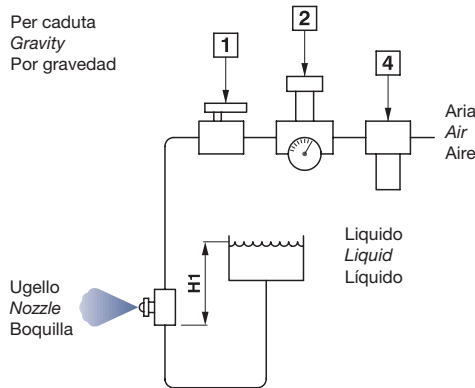 Per caduta
Gravity
Por gravedad
1
2
4
Aria
Air
Aire
Liquido
Liquid
Líquido
H1
Ugello
Nozzle
Boquilla